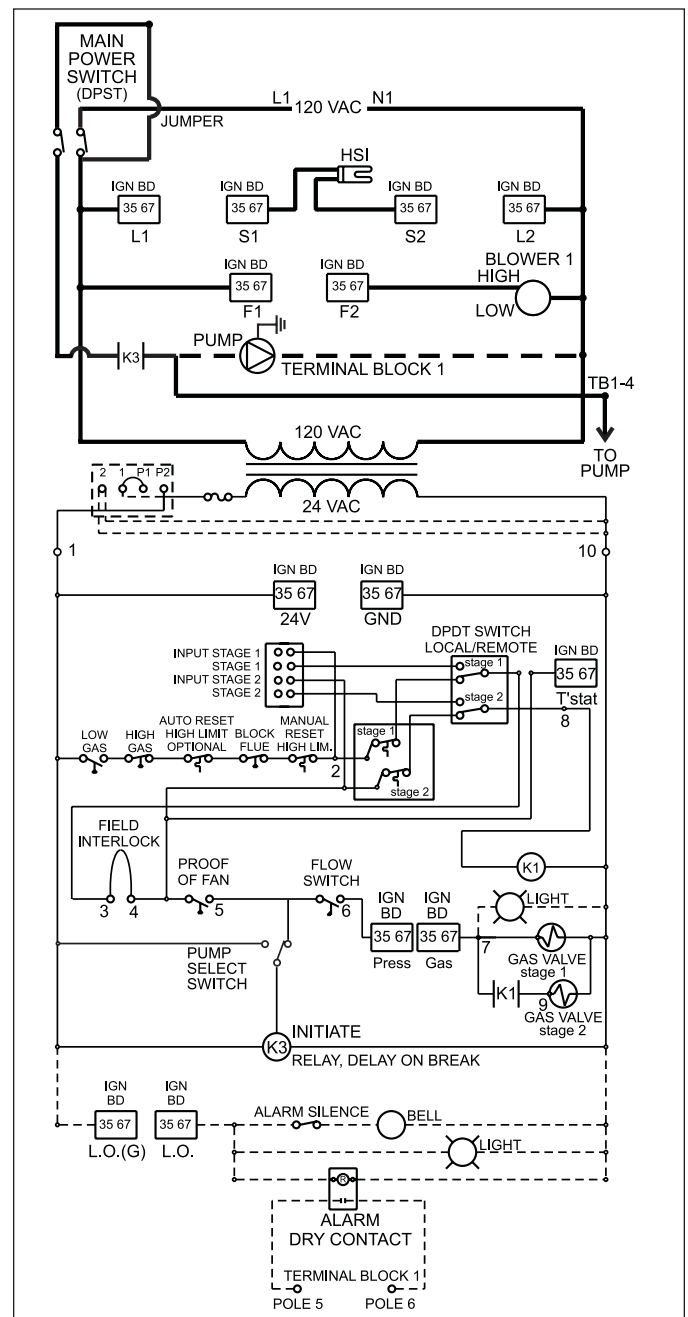 MAIN
POWER
SWITCH
(DPST)
L1 120 VAC N1
JUMPER
HSI
IGN BD
35 67
L1
IGN BD
35 67
S1
IGN BD
35 67
S2
IGN BD
35 67
L2
IGN BD
35 67
F1
IGN BD
35 67
F2
BLOWER 1
HIGH
LOW
K3
PUMP
TERMINAL BLOCK 1
TB1-4
TO
PUMP
120 VAC
24 VAC
2 1 P1 P2
1
10
IGN BD
35 67
24V
IGN BD
35 67
GND
INPUT STAGE 1
STAGE 1
INPUT STAGE 2
STAGE 2
DPDT SWITCH
LOCAL/REMOTE
stage 1
stage 2
IGN BD
35 67
T'stat
8
LOW
GAS
HIGH
GAS
AUTO RESET
HIGH LIMIT
OPTIONAL
BLOCK
FLUE
MANUAL
RESET
HIGH LIM.
2
stage 1
stage 2
K1
FIELD
INTERLOCK
3 4
PROOF
OF FAN
5
FLOW
SWITCH
6
IGN
BD
35 67
Press
IGN
BD
35 67
Gas
LIGHT
7
GAS VALVE
stage 1
K1
9
GAS VALVE
stage 2
PUMP
SELECT
SWITCH
K3
INITIATE
RELAY, DELAY ON BREAK
IGN
BD
35 67
L.O.(G)
IGN
BD
35 67
L.O.
ALARM SILENCE
BELL
LIGHT
R
ALARM
DRY CONTACT
TERMINAL BLOCK 1
POLE 5
POLE 6